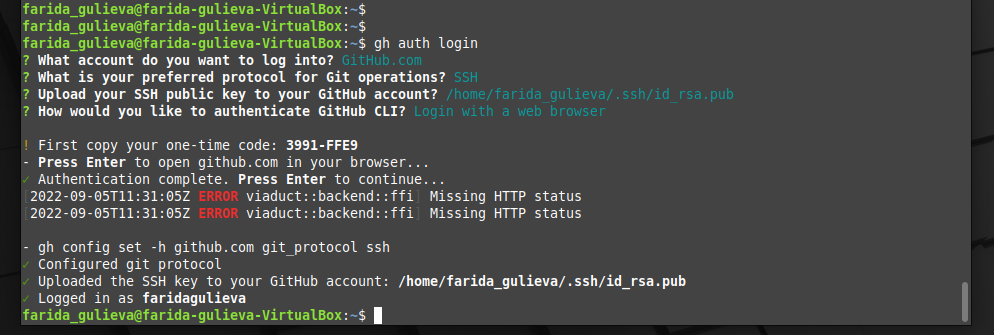 farida_gulieva@farida-gulieva-VirtualBox:~$
farida_gulieva@farida-gulieva-VirtualBox:~$
farida_gulieva@farida-gulieva-VirtualBox:~$ gh auth login
? What account do you want to log into? GitHub.com
? What is your preferred protocol for Git operations? SSH
? Upload your SSH public key to your GitHub account? /home/farida_gulieva/.ssh/id_rsa.pub
? How would you like to authenticate GitHub CLI? Login with a web browser
! First copy your one-time code: 3991-FFE9
- Press Enter to open github.com in your browser...
✓ Authentication complete. Press Enter to continue...
[2022-09-05T11:31:05Z ERROR viaduct::backend::ffi] Missing HTTP status
[2022-09-05T11:31:05Z ERROR viaduct::backend::ffi] Missing HTTP status
- gh config set -h github.com git_protocol ssh
✓ Configured git protocol
✓ Uploaded the SSH key to your GitHub account: /home/farida_gulieva/.ssh/id_rsa.pub
✓ Logged in as faridagulieva
farida_gulieva@farida-gulieva-VirtualBox:~$